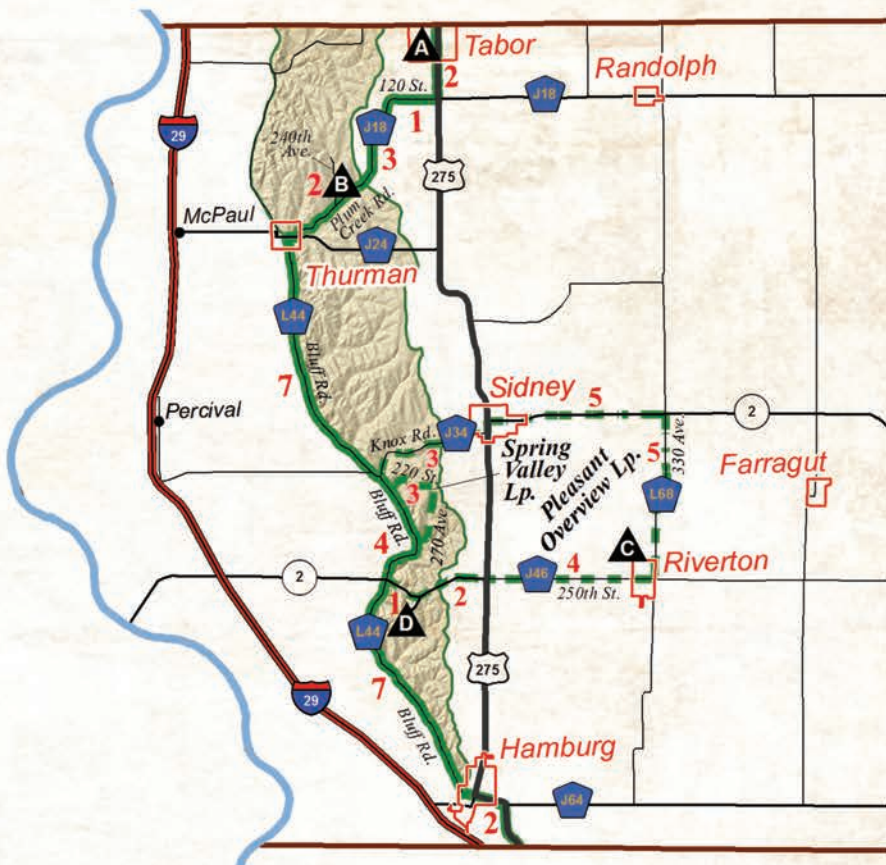 A
Tabor
2
120 St.
J18
1
J18
Randolph
29
240th
Ave.
J18
3
275
2
B
Plum
Creek Rd.
McPaul
J24
Thurman
L44
Bluff Rd.
7
Percival
Sidney
5
2
Knox Rd.
J34
3
Spring
Valley
Lp.
220 St.
3
Pleasant
Overview Lp.
5
330 Ave.
L68
Farragut
Bluff Rd.
4
270 Ave
C
Riverton
2
1
2
J46
4
250th St.
D
L44
275
7
29
Bluff Rd.
Hamburg
2
J64